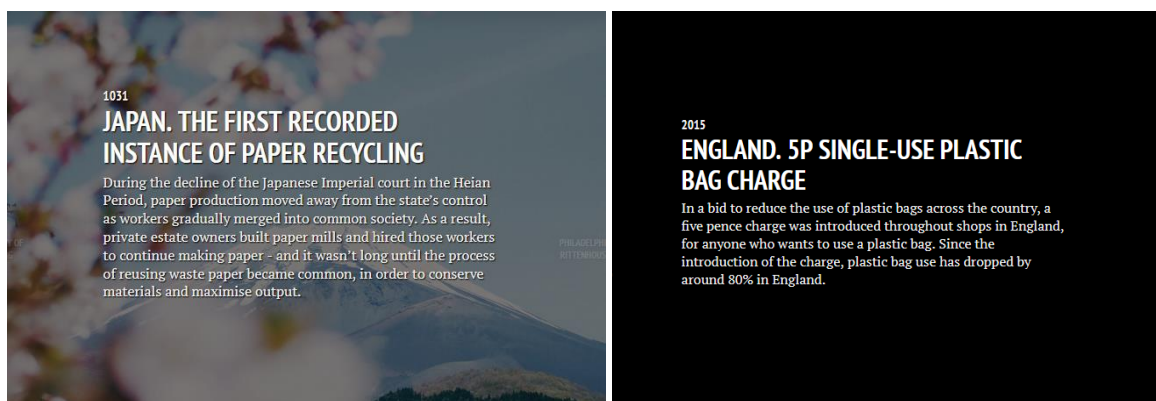 1031
JAPAN. THE FIRST RECORDED
INSTANCE OF PAPER RECYCLING
During the decline of the Japanese Imperial court in the Heian
Period, paper production moved away from the state's control
as workers gradually merged into common society. As a result,
private estate owners built paper mills and hired those workers
to continue making paper - and it wasn't long until the process
of reusing waste paper became common, in order to conserve
materials and maximise output.
2015
ENGLAND. 5P SINGLE-USE PLASTIC
BAG CHARGE
In a bid to reduce the use of plastic bags across the country, a
five pence charge was introduced throughout shops in England,
for anyone who wants to use a plastic bag. Since the
introduction of the charge, plastic bag use has dropped by
around 80% in England.